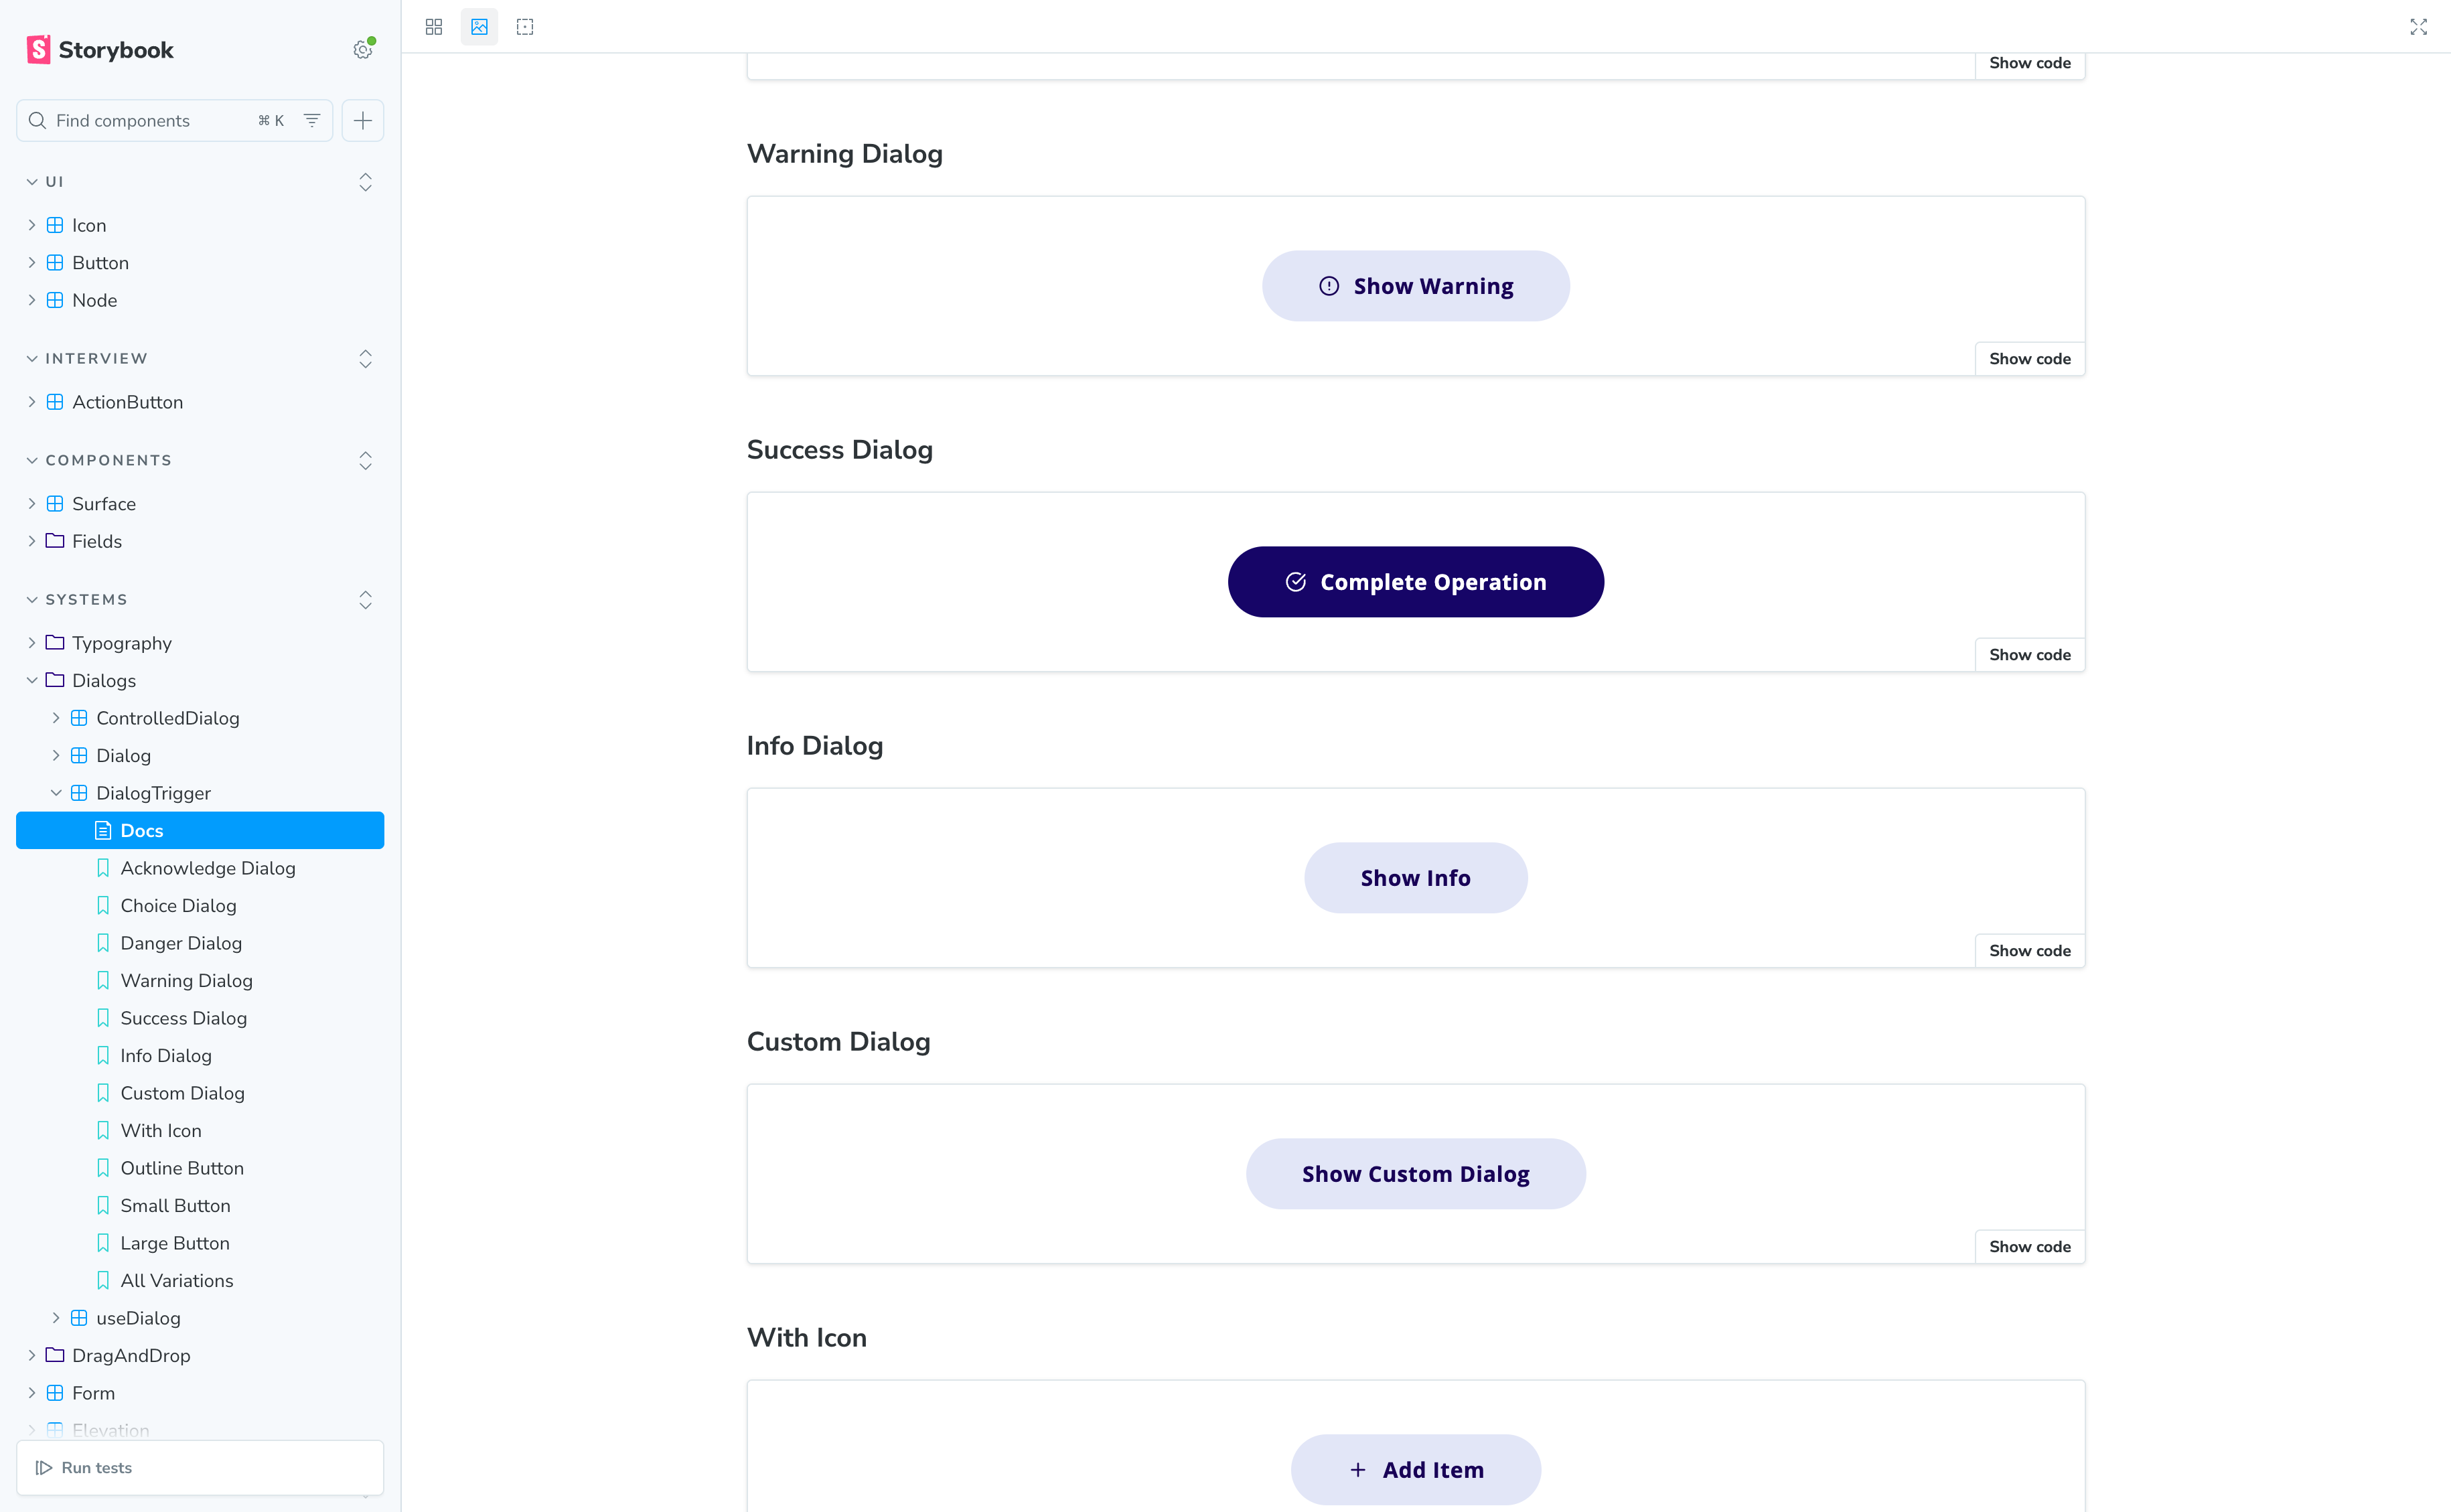 Storybook
Find components
⌘ K
UI
Icon
Button
Node
INTERVIEW
ActionButton
COMPONENTS
Surface
Fields
SYSTEMS
Typography
Dialogs
ControlledDialog
Dialog
DialogTrigger
Docs
Acknowledge Dialog
Choice Dialog
Danger Dialog
Warning Dialog
Success Dialog
Info Dialog
Custom Dialog
With Icon
Outline Button
Small Button
Large Button
All Variations
useDialog
DragAndDrop
Form
Elevation
Run tests
Show code
Warning Dialog
Show Warning
Show code
Success Dialog
Complete Operation
Show code
Info Dialog
Show Info
Show code
Custom Dialog
Show Custom Dialog
Show code
With Icon
Add Item